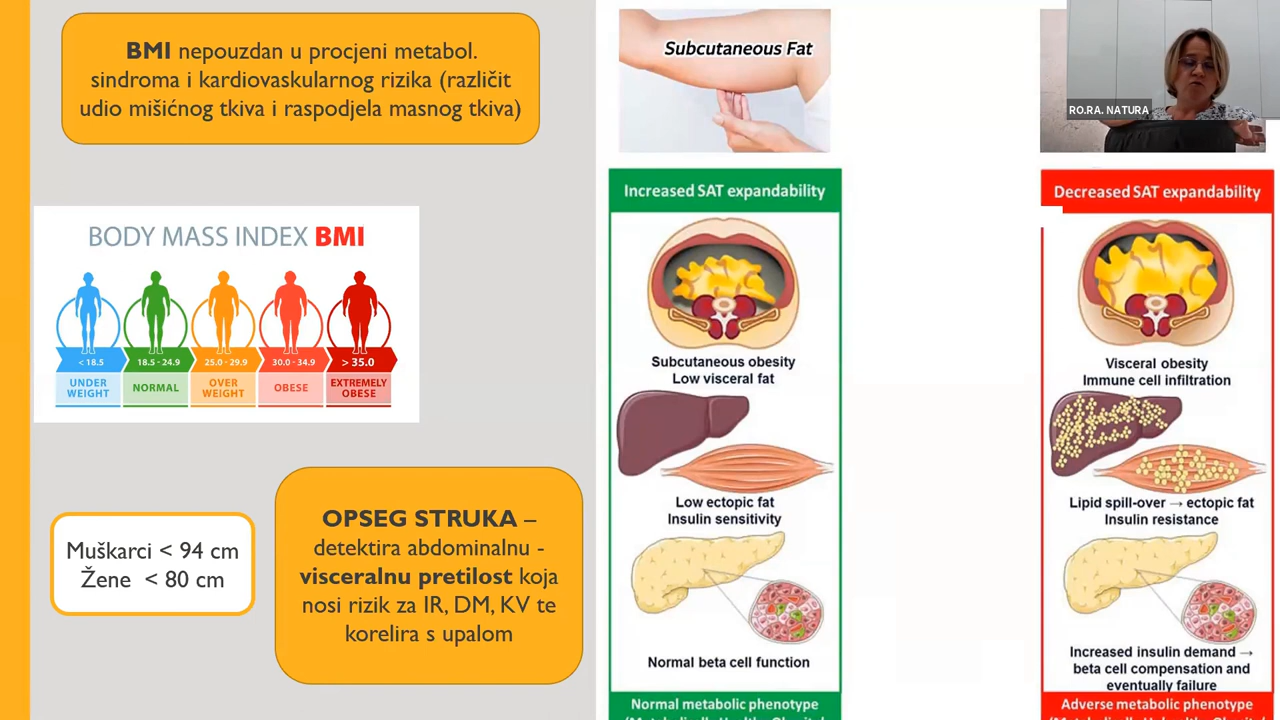 BMI nepouzdan u procjeni metabol.
sindroma i kardiovaskularnog rizika (različit
udio mišićnog tkiva i raspodjela masnog tkiva)
BODY MASS INDEX BMI
< 18.5
18.5 - 24.9
25.0 - 29.9
30.0 - 34.9
> 35.0
UNDER
WEIGHT
NORMAL
OVER
WEIGHT
OBESE
EXTREMELY
OBESE
Muškarci < 94 cm
Žene < 80 cm
OPSEG STRUKA –
detektira abdominalnu -
visceralnu pretilost koja
nosi rizik za IR, DM, KV te
korelira s upalom
Subcutaneous Fat
Increased SAT expandability
Subcutaneous obesity
Low visceral fat
Low ectopic fat
Insulin sensitivity
Normal beta cell function
Normal metabolic phenotype
RO.RA. NATURA
Decreased SAT expandability
Visceral obesity
Immune cell infiltration
Lipid spill-over → ectopic fat
Insulin resistance
Increased insulin demand →
beta cell compensation and
eventually failure
Adverse metabolic phenotype